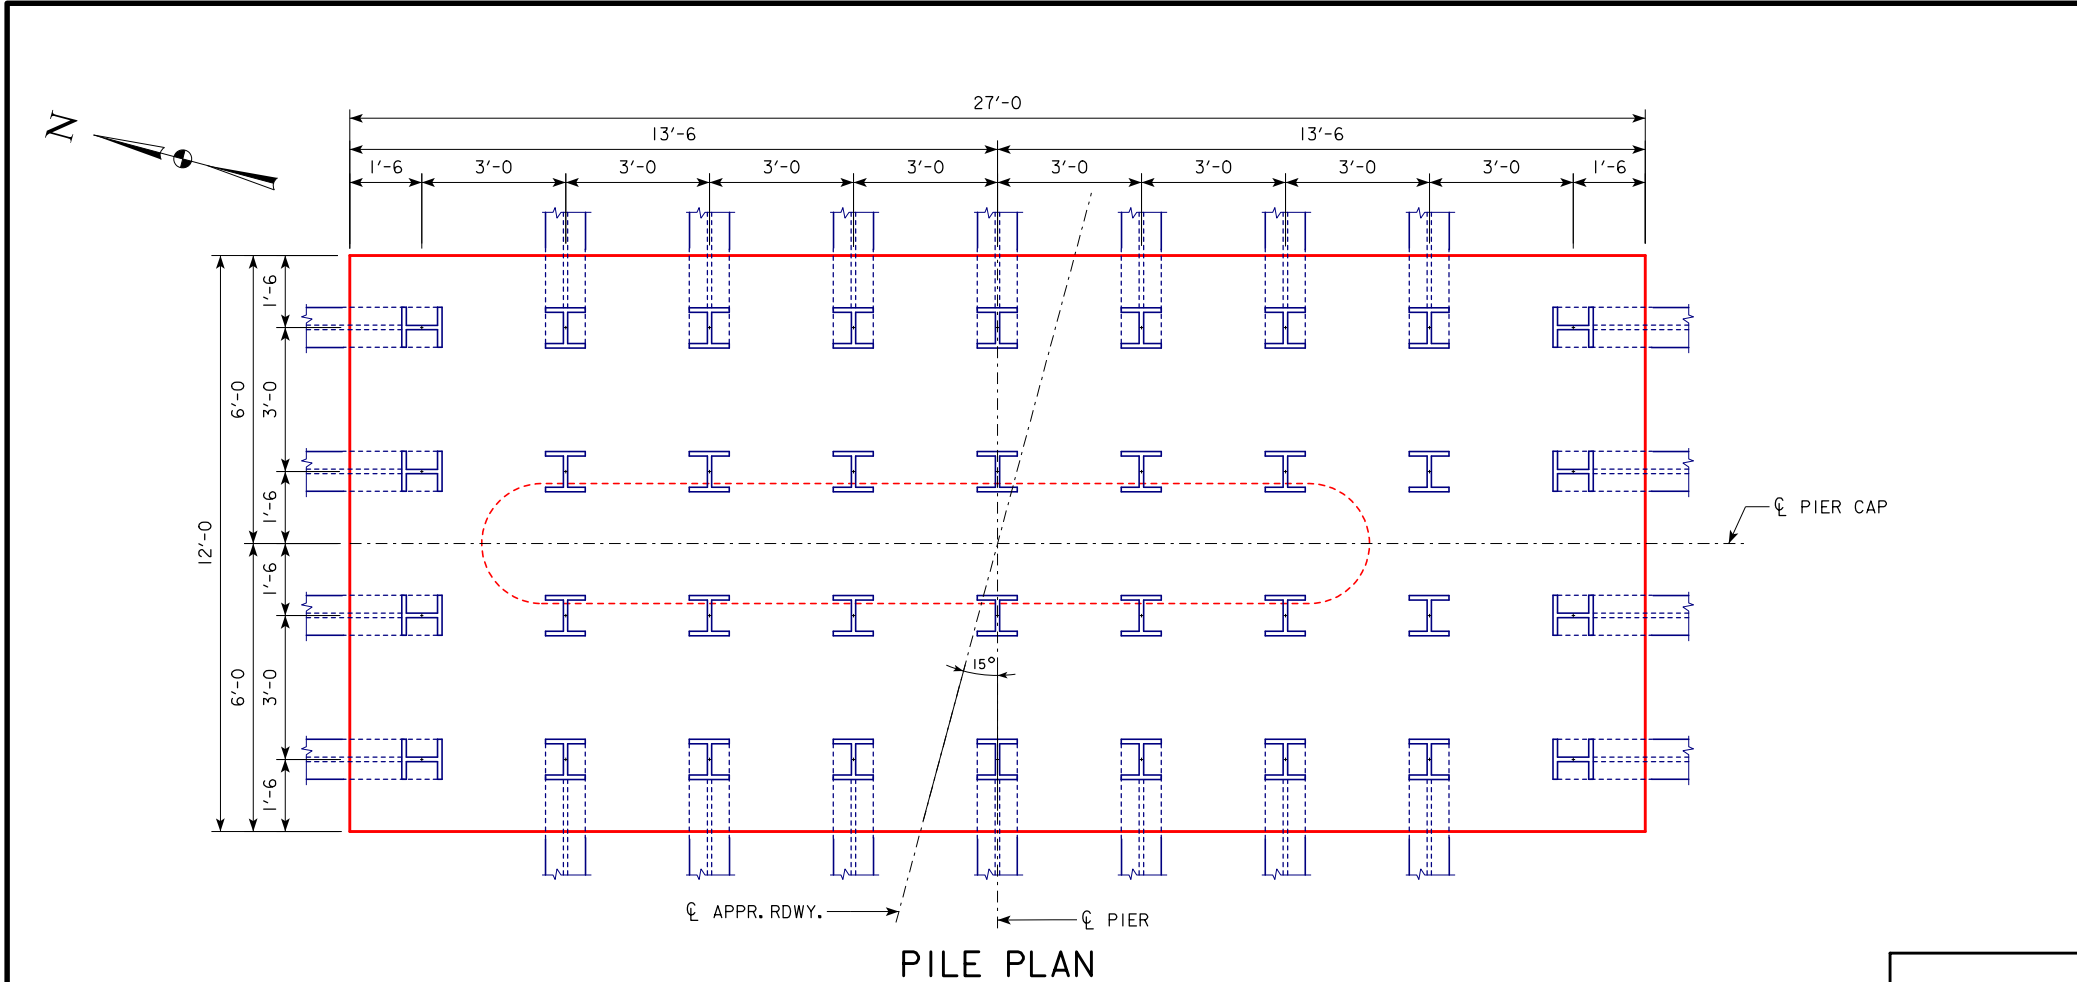 27'-0
13'-6 13'-6
1'-6 3'-0 3'-0 3'-0 3'-0 3'-0 3'-0 3'-0 3'-0 1'-6
N
1'-6
6'-0 3'-0
1'-6
12'-0
1'-6
6'-0 3'-0
1'-6
℄ PIER CAP
15°
℄ APPR. RDWY.
℄ PIER
PILE PLAN